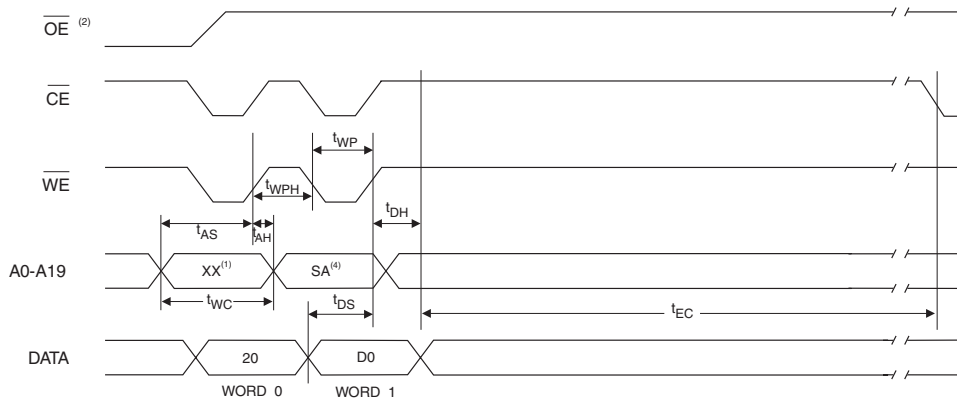 OE (2)
CE
tWP
WE
tWPH
tDH
tAS
tAH
A0-A19
XX(1)
SA(4)
tWC
tDS
tEC
DATA
20
D0
WORD 0
WORD 1